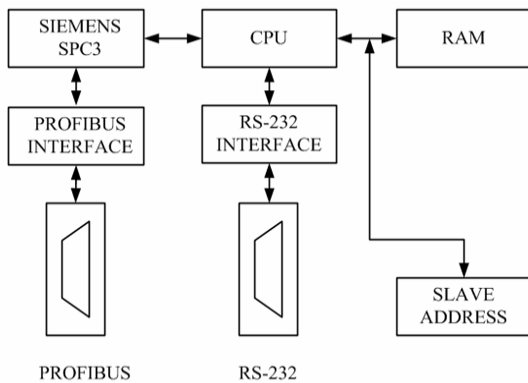 SIEMENS
SPC3
CPU
RAM
PROFIBUS
INTERFACE
RS-232
INTERFACE
SLAVE
ADDRESS
PROFIBUS
RS-232